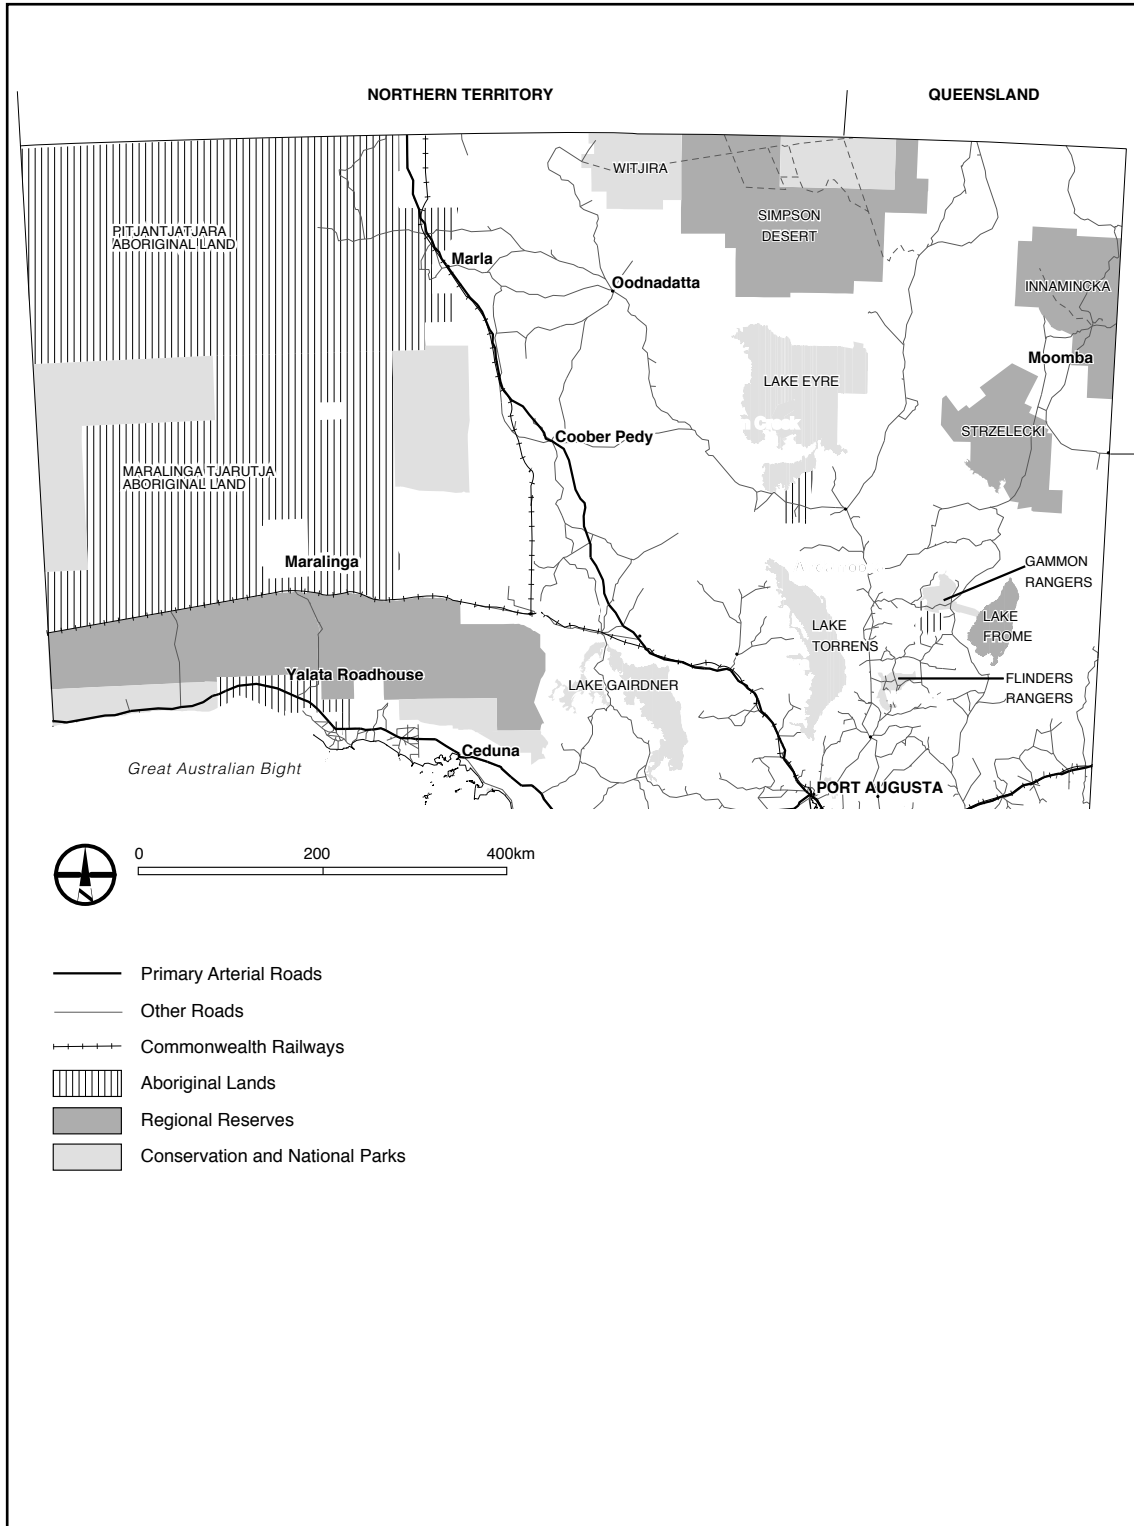 NORTHERN TERRITORY
QUEENSLAND
WITJIRA
SIMPSON
DESERT
PITJANTJATJARA
ABORIGINAL LAND
Marla
Oodnadatta
INNAMINCKA
Moomba
LAKE EYRE
Coober Pedy
STRZELECKI
MARALINGA TJARUTJA
ABORIGINAL LAND
Maralinga
GAMMON
RANGERS
LAKE
FROME
LAKE
TORRENS
Yalata Roadhouse
LAKE GAIRDNER
FLINDERS
RANGERS
Ceduna
Great Australian Bight
PORT AUGUSTA
0 200 400km
N
Primary Arterial Roads
Other Roads
Commonwealth Railways
Aboriginal Lands
Regional Reserves
Conservation and National Parks